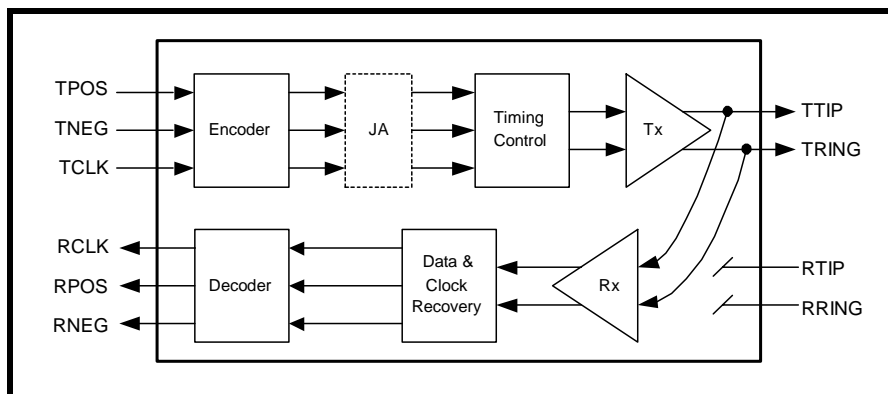 TPOS
TNEG
TCLK
Encoder
JA
Timing
Control
Tx
TTIP
TRING
RCLK
RPOS
RNEG
Decoder
Data &
Clock
Recovery
Rx
RTIP
RRING